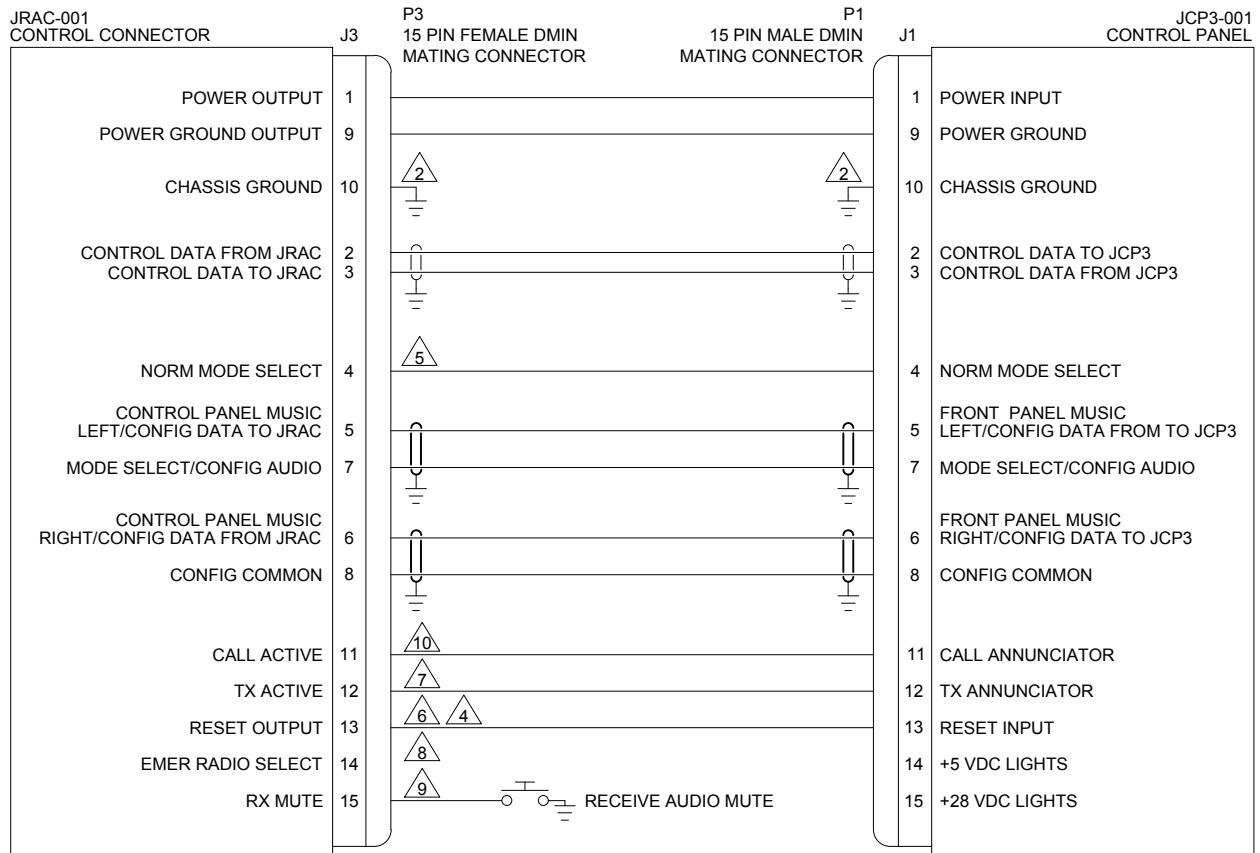 JRAC-001
CONTROL CONNECTOR
J3
P3
15 PIN FEMALE DMIN
MATING CONNECTOR
P1
15 PIN MALE DMIN
MATING CONNECTOR
J1
JCP3-001
CONTROL PANEL
POWER OUTPUT 1
1 POWER INPUT
POWER GROUND OUTPUT 9
9 POWER GROUND
CHASSIS GROUND 10
2
2
10 CHASSIS GROUND
CONTROL DATA FROM JRAC 2
2 CONTROL DATA TO JCP3
CONTROL DATA TO JRAC 3
3 CONTROL DATA FROM JCP3
NORM MODE SELECT 4
5
4 NORM MODE SELECT
CONTROL PANEL MUSIC
LEFT/CONFIG DATA TO JRAC 5
FRONT PANEL MUSIC
5 LEFT/CONFIG DATA FROM TO JCP3
MODE SELECT/CONFIG AUDIO 7
7 MODE SELECT/CONFIG AUDIO
CONTROL PANEL MUSIC
RIGHT/CONFIG DATA FROM JRAC 6
FRONT PANEL MUSIC
6 RIGHT/CONFIG DATA TO JCP3
CONFIG COMMON 8
8 CONFIG COMMON
CALL ACTIVE 11
10
11 CALL ANNUNCIATOR
TX ACTIVE 12
7
12 TX ANNUNCIATOR
RESET OUTPUT 13
6 4
13 RESET INPUT
EMER RADIO SELECT 14
8
14 +5 VDC LIGHTS
RX MUTE 15
9
RECEIVE AUDIO MUTE
15 +28 VDC LIGHTS